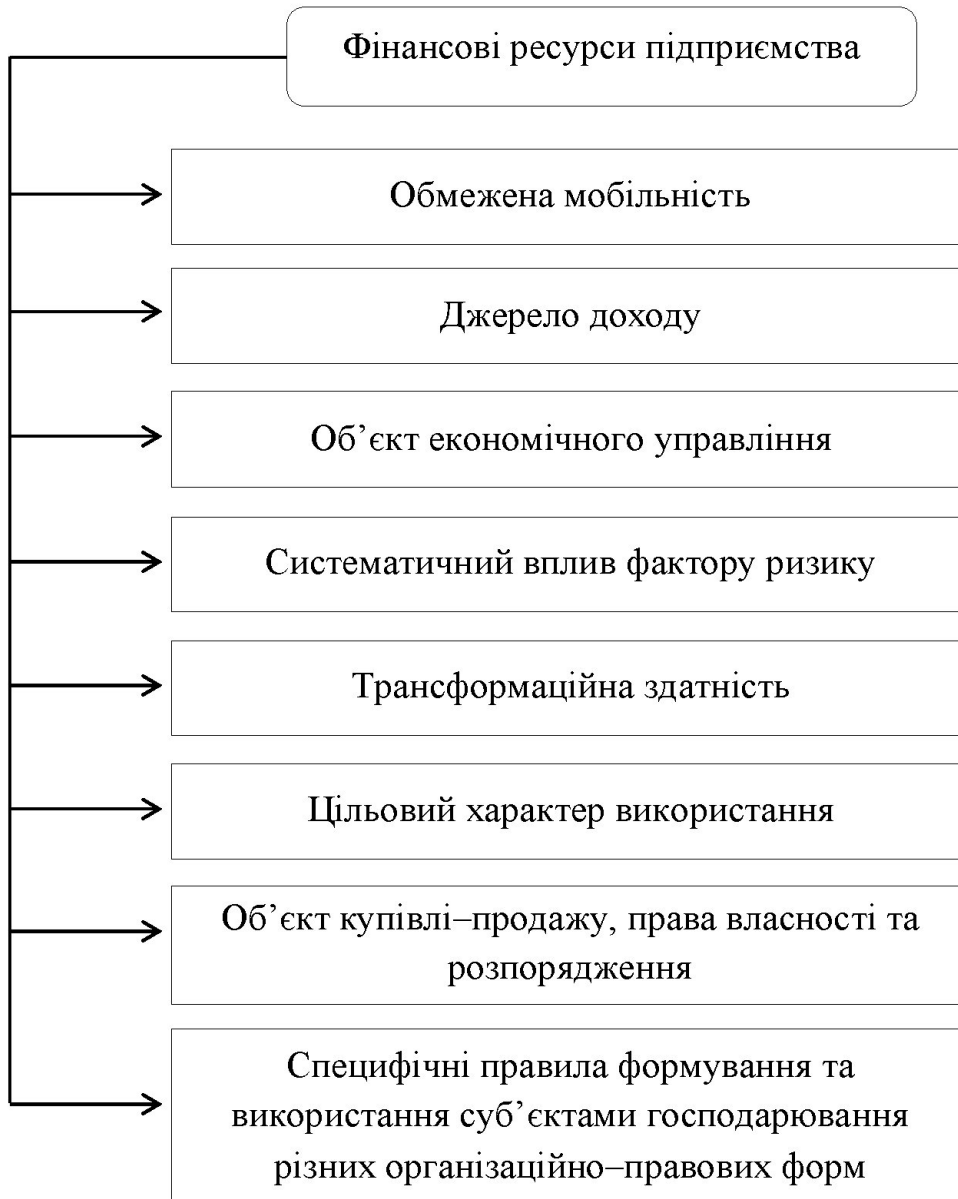 Фінансові ресурси підприємства
Обмежена мобільність
Джерело доходу
Об’єкт економічного управління
Систематичний вплив фактору ризику
Трансформаційна здатність
Цільовий характер використання
Об’єкт купівлі–продажу, права власності та
розпорядження
Специфічні правила формування та
використання суб’єктами господарювання
різних організаційно–правових форм